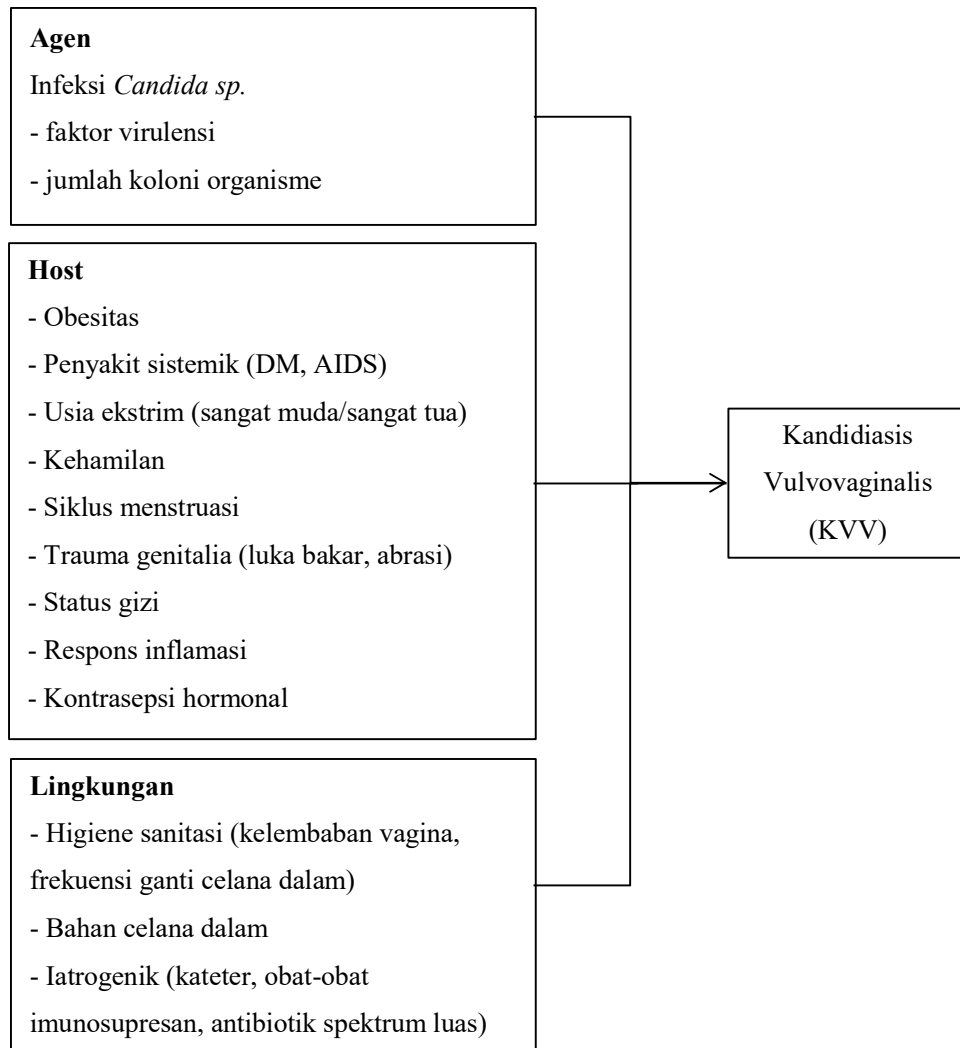 Agen
Infeksi Candida sp.
- faktor virulensi
- jumlah koloni organisme
Host
- Obesitas
- Penyakit sistemik (DM, AIDS)
- Usia ekstrim (sangat muda/sangat tua)
- Kehamilan
- Siklus menstruasi
- Trauma genitalia (luka bakar, abrasi)
- Status gizi
- Respons inflamasi
- Kontrasepsi hormonal
Lingkungan
- Higiene sanitasi (kelembaban vagina,
frekuensi ganti celana dalam)
- Bahan celana dalam
- Iatrogenik (kateter, obat-obat
imunosupresan, antibiotik spektrum luas)
Kandidiasis
Vulvovaginalis
(KVV)